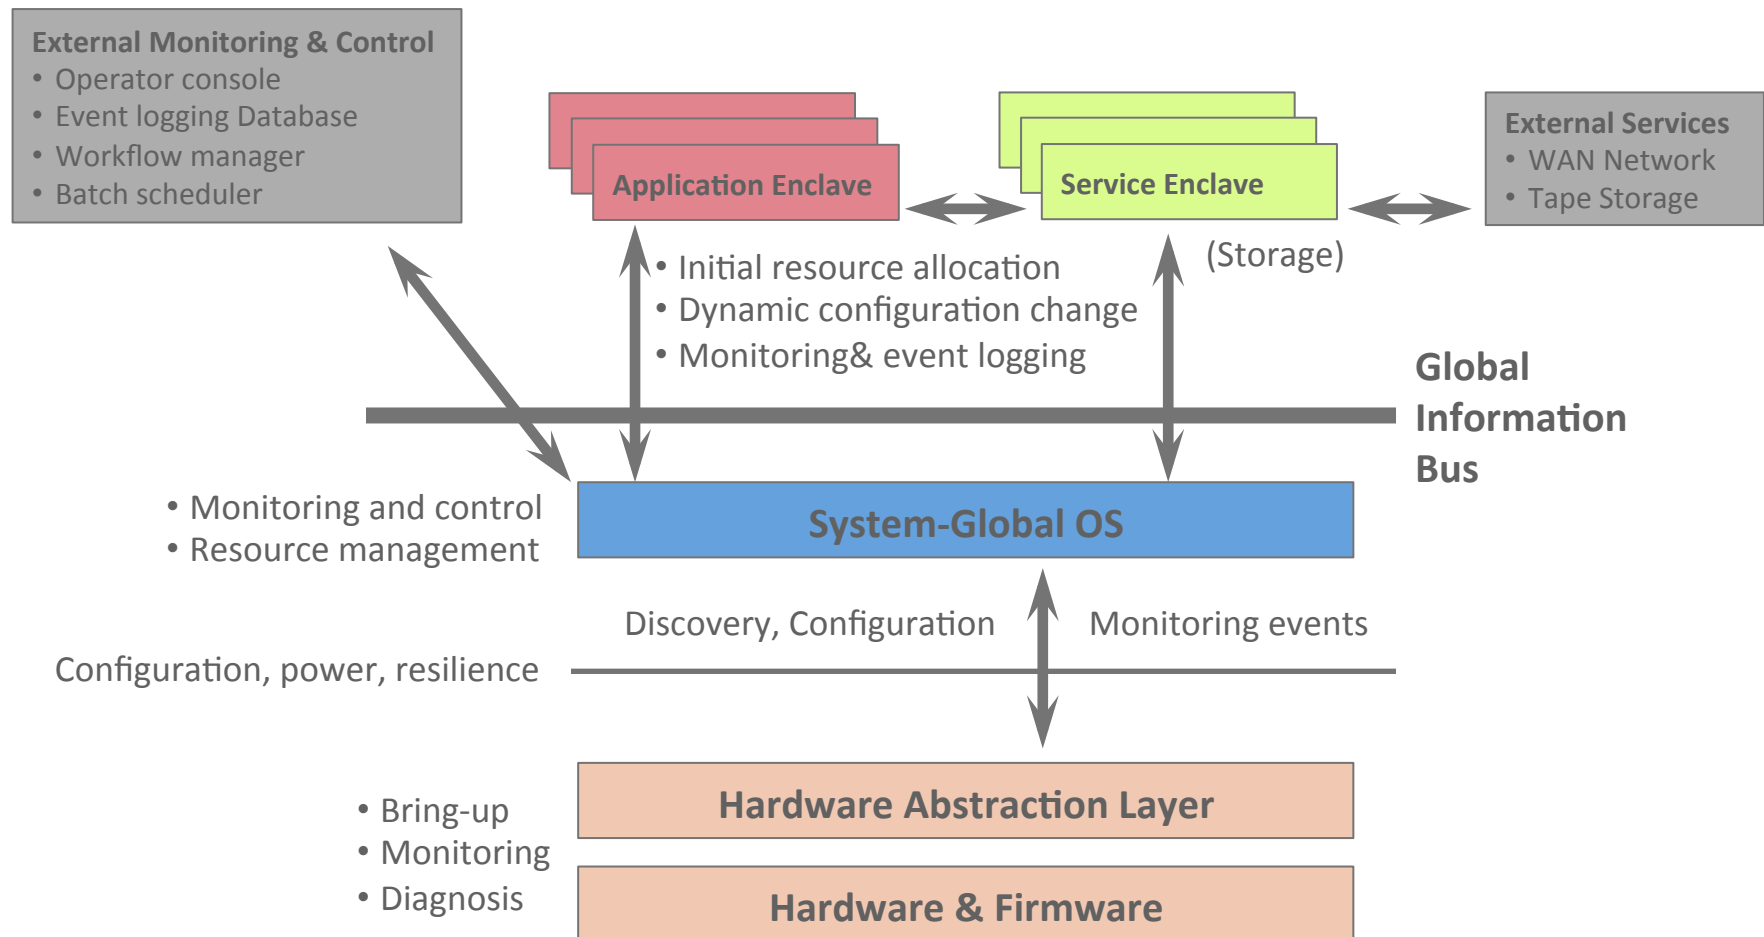 External Monitoring & Control
• Operator console
• Event logging Database
• Workflow manager
• Batch scheduler
Application Enclave
Service Enclave
External Services
• WAN Network
• Tape Storage
(Storage)
• Initial resource allocation
• Dynamic configuration change
• Monitoring& event logging
Global
Information
Bus
• Monitoring and control
• Resource management
System-Global OS
Discovery, Configuration
Monitoring events
Configuration, power, resilience
Hardware Abstraction Layer
• Bring-up
• Monitoring
• Diagnosis
Hardware & Firmware